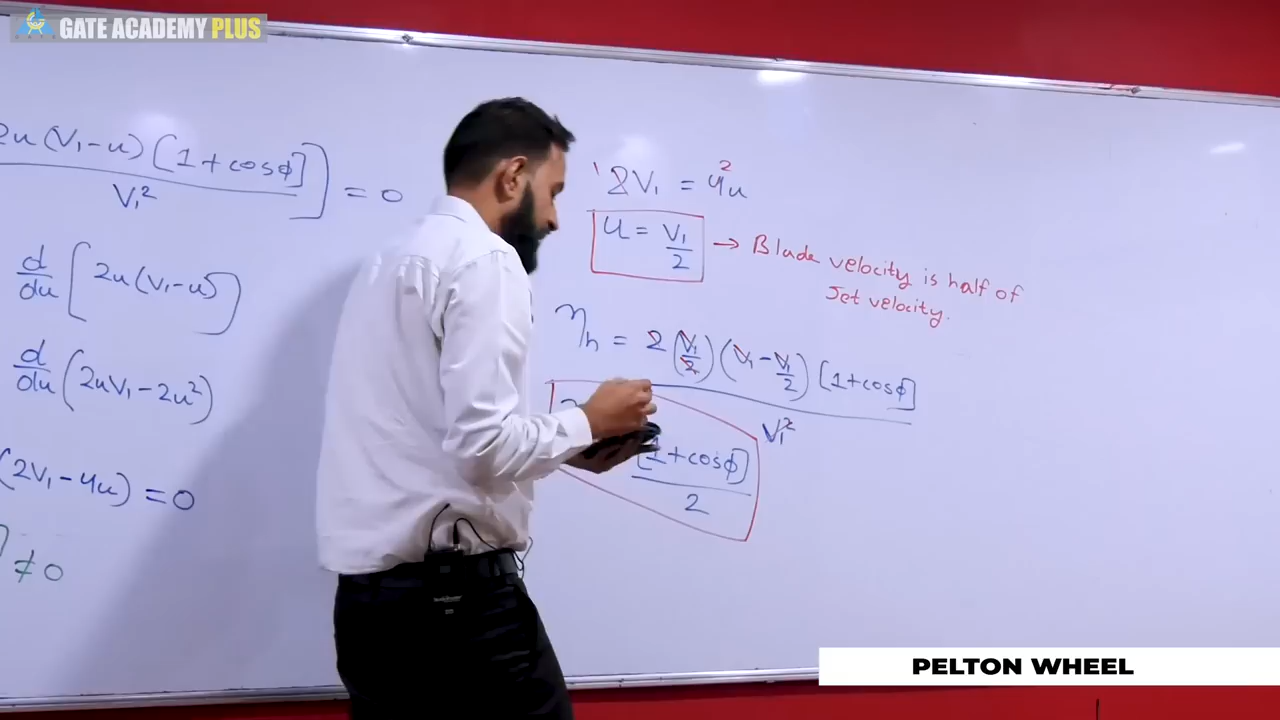 GATE ACADEMY PLUS
2u(V₁-u)[1+cosϕ]] / V₁² = 0
d/du [2u(V₁-u)]
d/du (2uV₁-2u²)
(2V₁-4u) = 0
≠ 0
1 2V₁ = 4u 2
u = V₁/2 → Blade velocity is half of
Jet velocity.
ηh = 2(V₁/2)(V₁-V₁/2)[1+cosϕ] / V₁²
[1+cosϕ] / 2
PELTON WHEEL